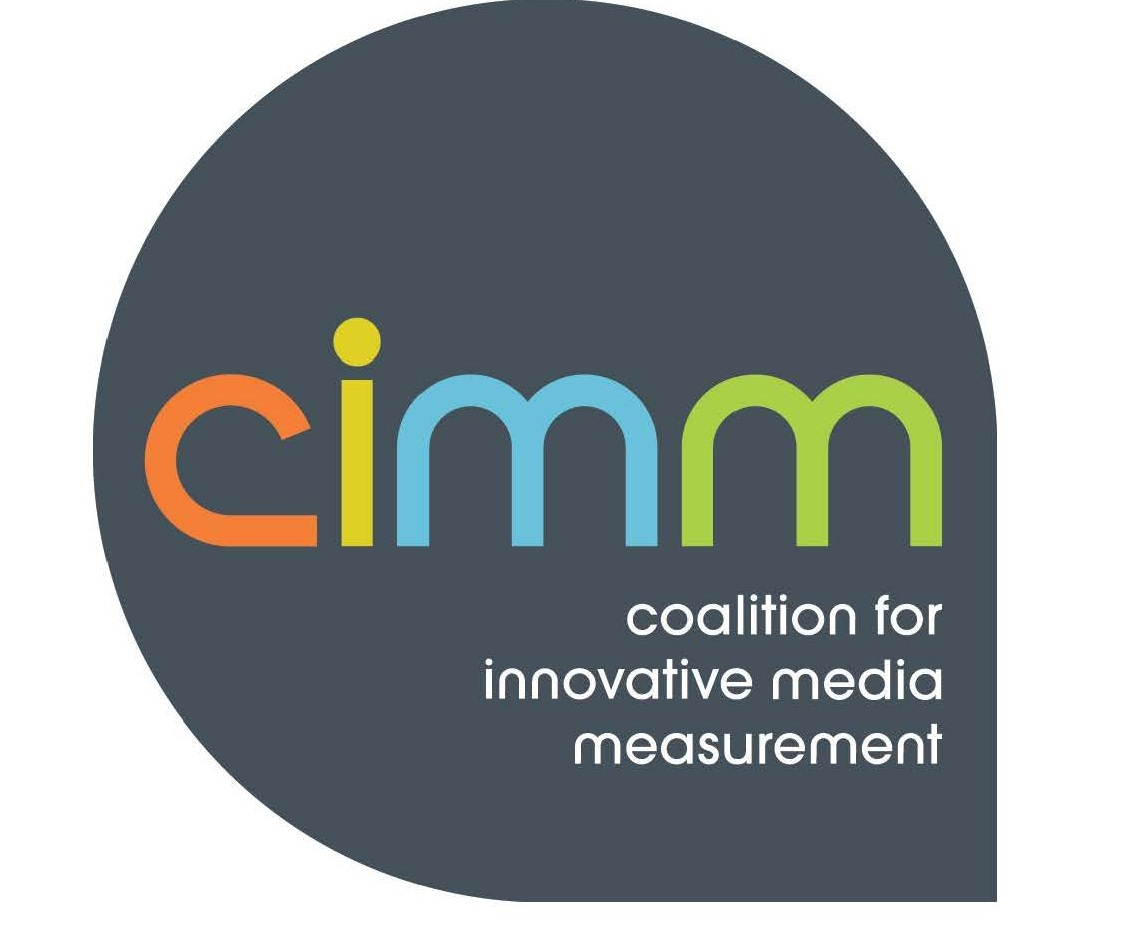 cimm
coalition for
innovative media
measurement